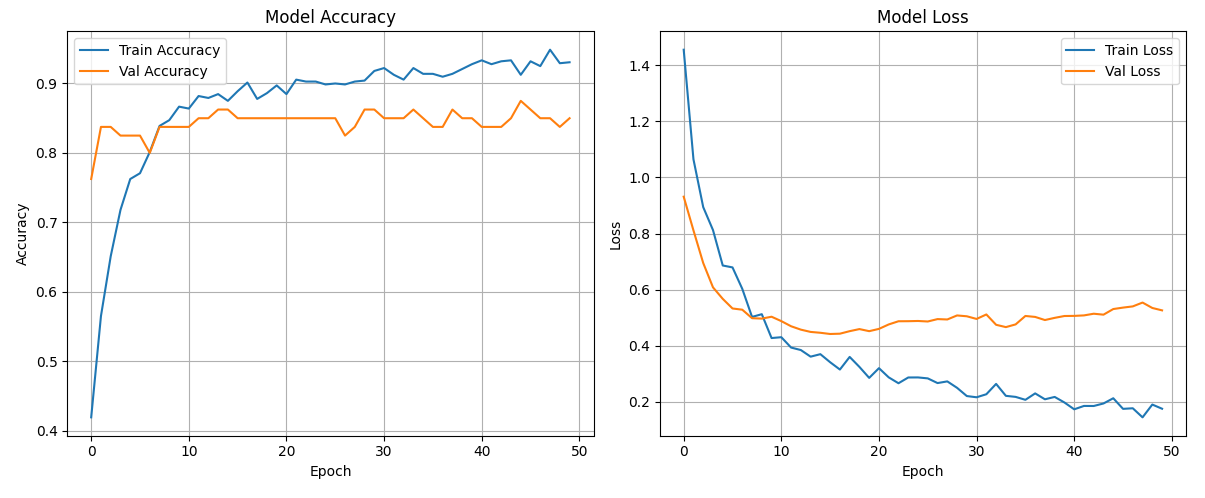 Model Accuracy
Train Accuracy
Val Accuracy
0.9
0.8
0.7
0.6
0.5
0.4
Accuracy
0 10 20 30 40 50
Epoch
Model Loss
Train Loss
Val Loss
1.4
1.2
1.0
0.8
0.6
0.4
0.2
Loss
0 10 20 30 40 50
Epoch